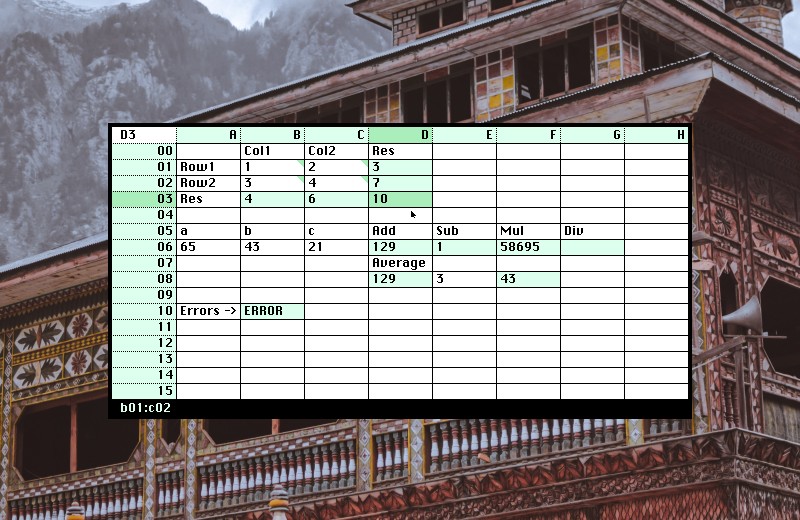 D3 A B C D E F G H
00 Col1 Col2 Res
01 Row1 1 2 3
02 Row2 3 4 7
03 Res 4 6 10
04
05 a b c Add Sub Mul Div
06 65 43 21 129 1 58695
07 Average
08 129 3 43
09
10 Errors -> ERROR
11
12
13
14
15
b01:c02